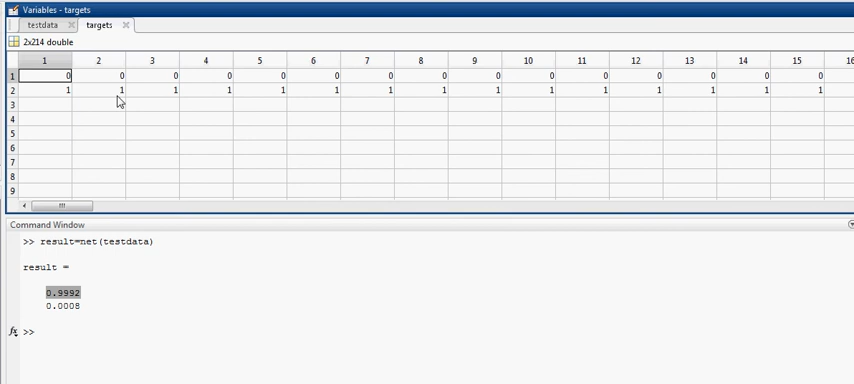 Variables - targets
testdata targets
2x214 double
1 2 3 4 5 6 7 8 9 10 11 12 13 14 15 16
1 0 0 0 0 0 0 0 0 0 0 0 0 0 0 0
2 1 1 1 1 1 1 1 1 1 1 1 1 1 1 1
3
4
5
6
7
8
9
Command Window
>> result=net(testdata)
result =
0.9992
0.0008
fx >>